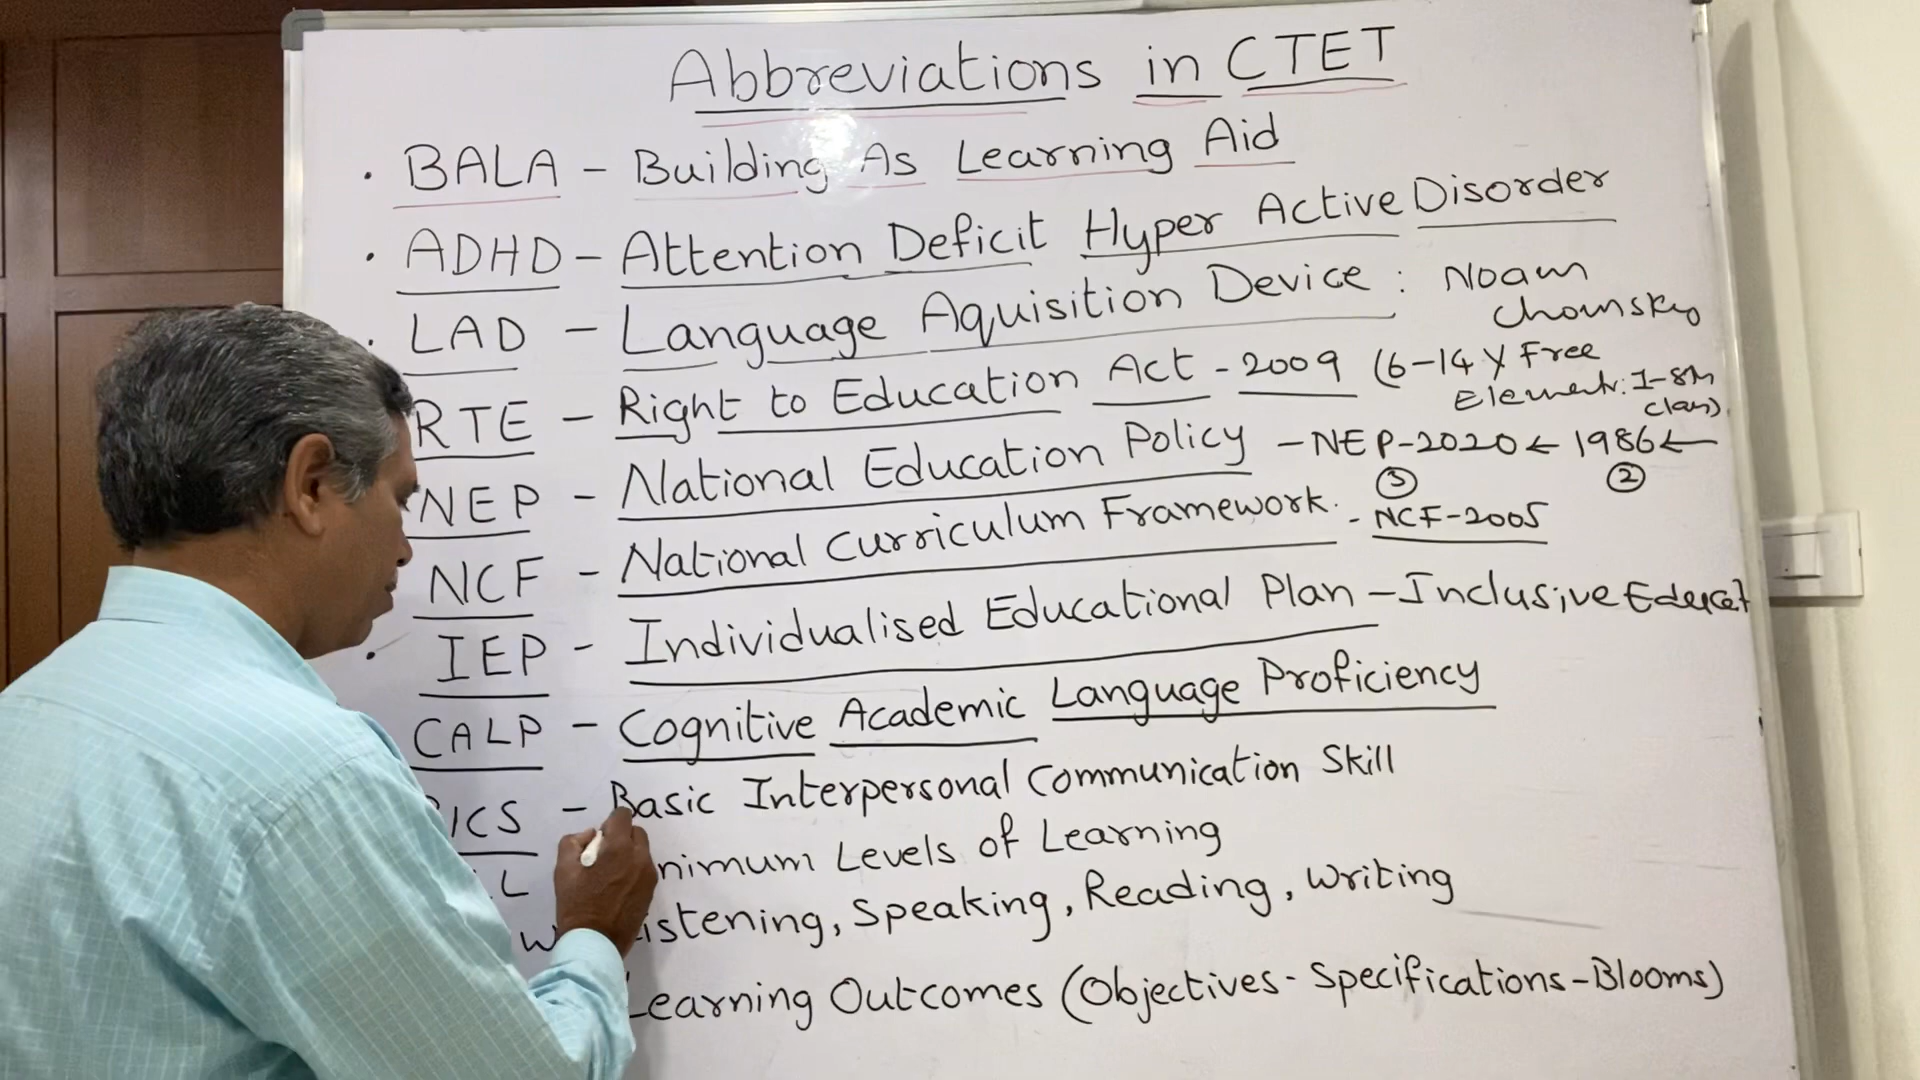 Abbreviations in CTET
. BALA - Building As Learning Aid
. ADHD - Attention Deficit Hyper Active Disorder
. LAD - Language Aquisition Device : Noam Chomsky
RTE - Right to Education Act - 2009 (6-14 Y Free
I-8th class).
NEP - National Education Policy - NEP-2020 ← 1986 ←
③ ②
NCF - National Curriculum Framework. - NCF-2005
. IEP - Individualised Educational Plan - Inclusive Educat
CALP - Cognitive Academic Language Proficiency
ICS - Basic Interpersonal Communication Skill
L nimum Levels of Learning
W istening, Speaking, Reading, Writing
Learning Outcomes (Objectives - Specifications - Blooms)